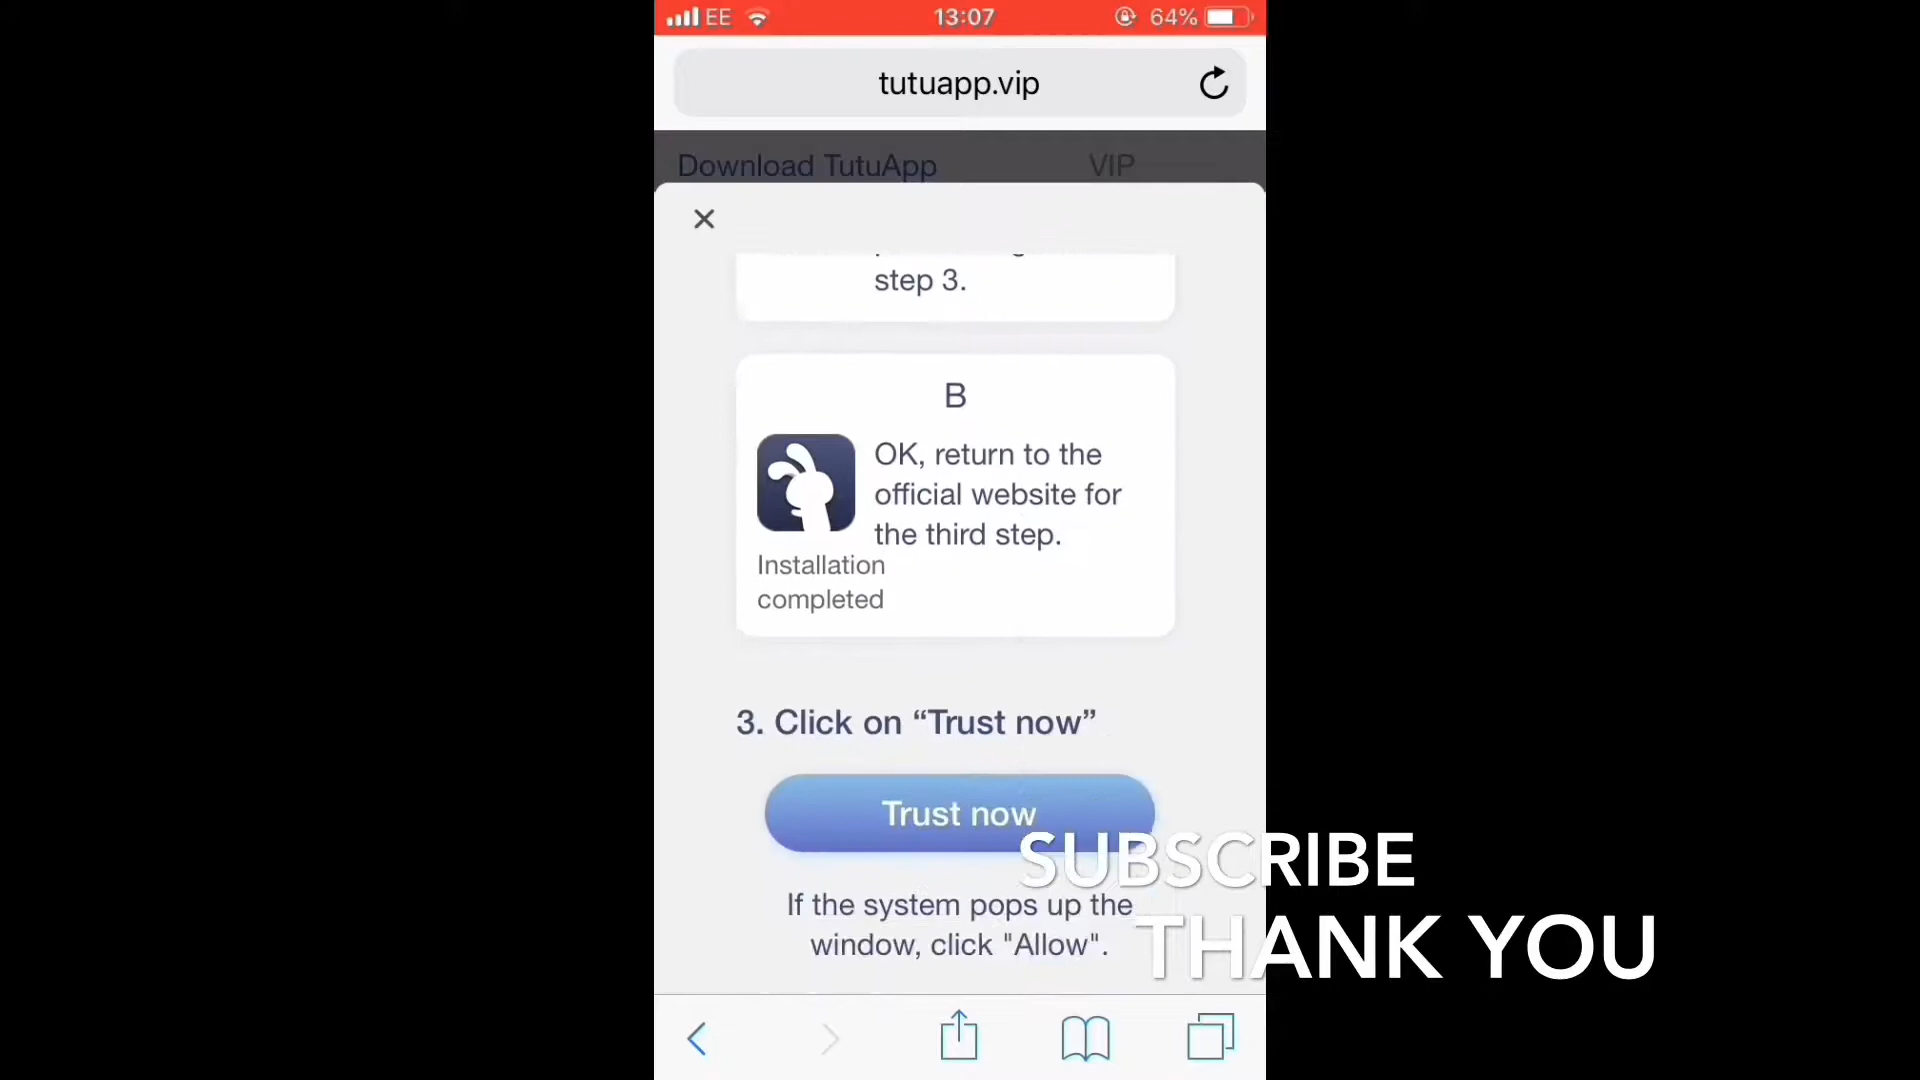 EE 13:07 64%
tutuapp.vip
Download TutuApp VIP
step 3.
B
OK, return to the
official website for
the third step.
Installation
completed
3. Click on “Trust now”
Trust now
SUBSCRIBE
If the system pops up the
window, click "Allow".
THANK YOU